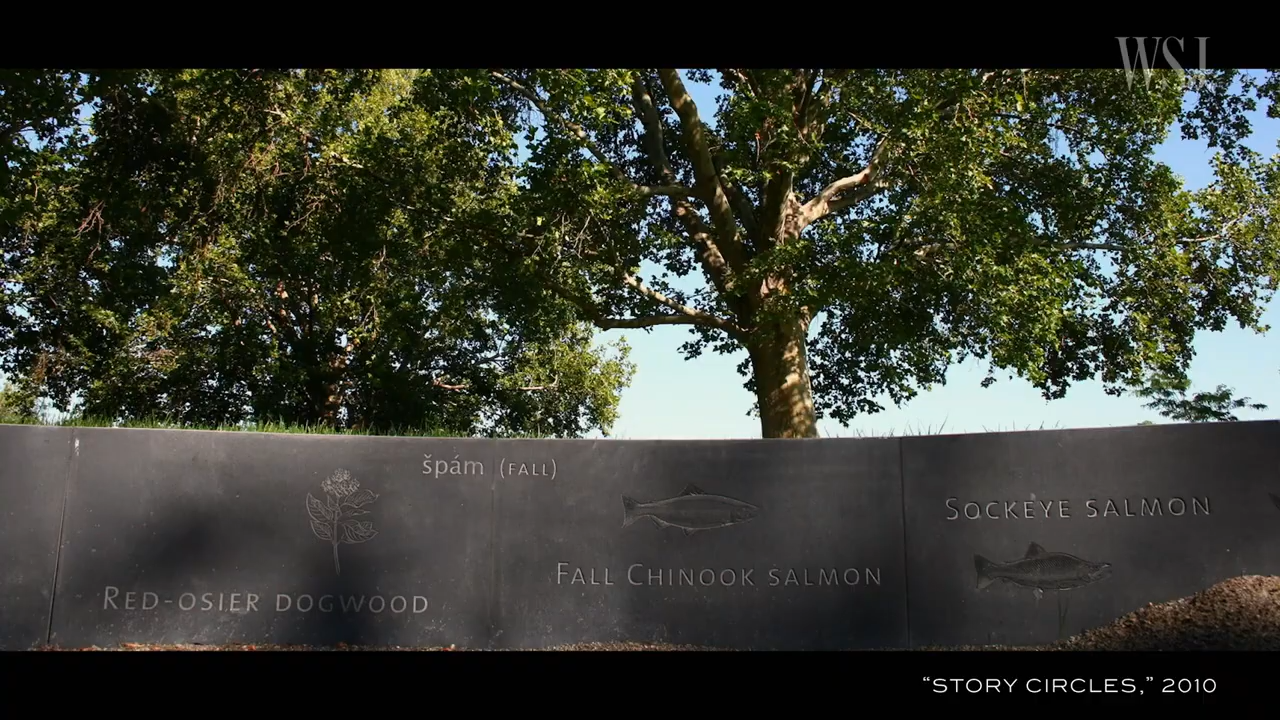 WSJ
špám (FALL)
SOCKEYE SALMON
FALL CHINOOK SALMON
RED-OSIER DOGWOOD
“STORY CIRCLES,” 2010